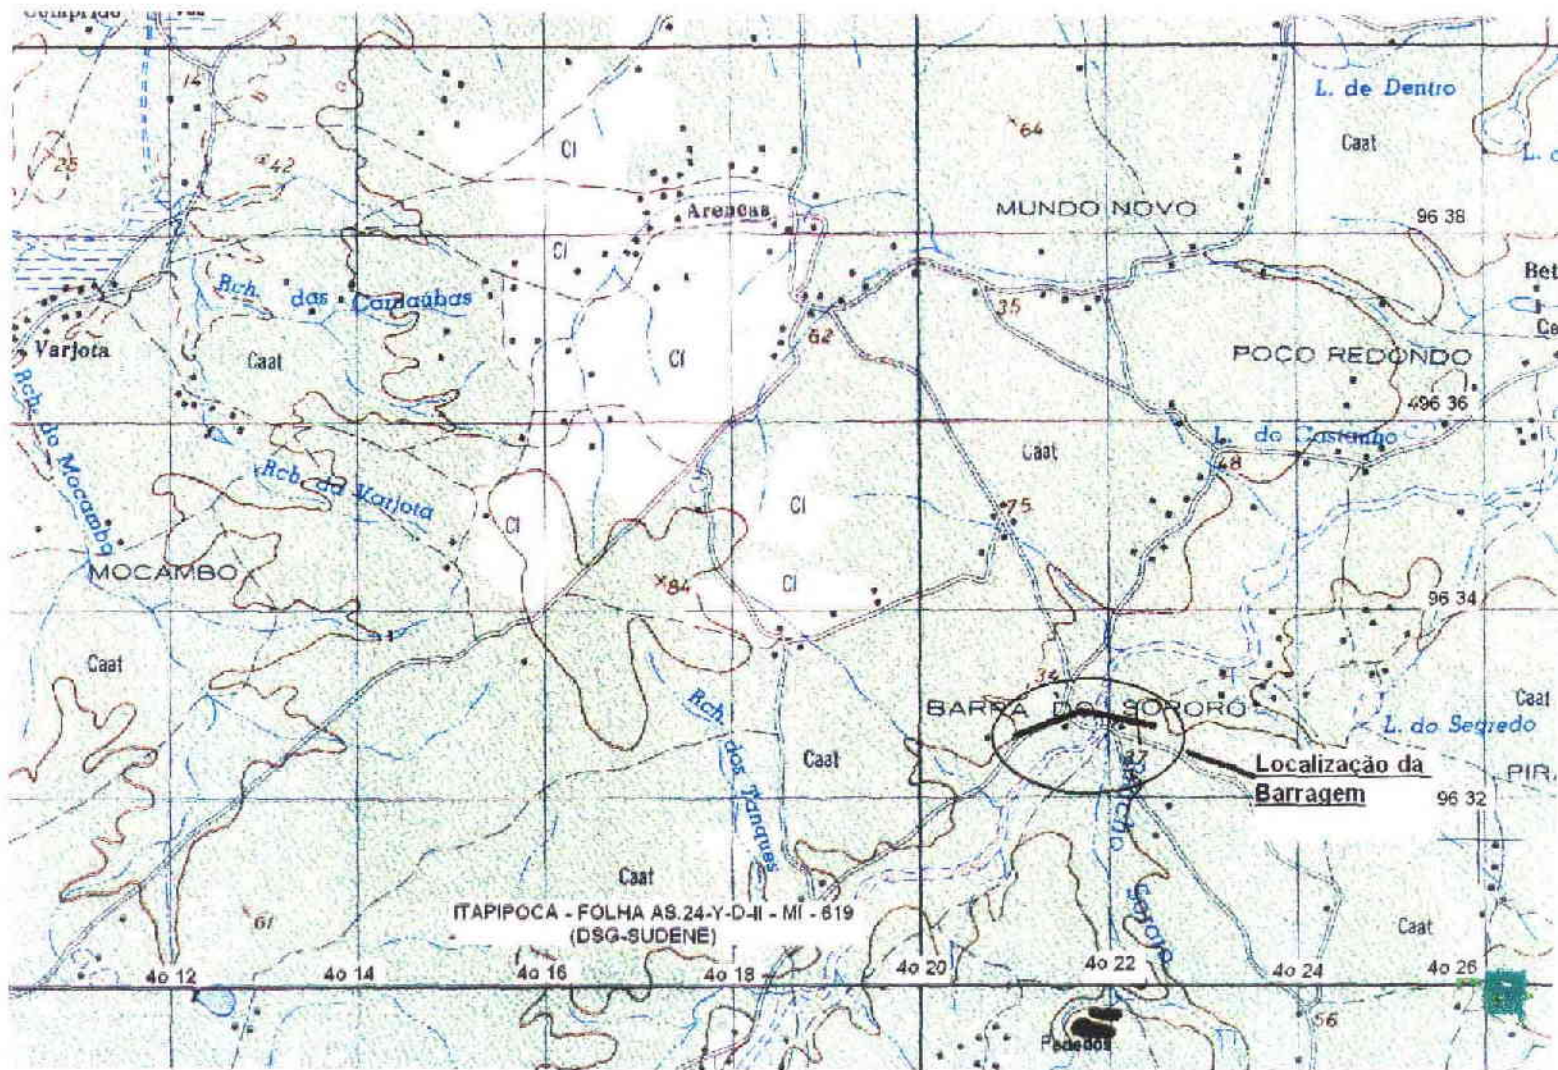 Comprido
14
L. de Dentro
64
Caat
Cl
42
25
Arencas
MUNDO NOVO
96 38
Cl
Rch. das Carnaúbas
35
62
Varjota
Caat
Cl
POÇO REDONDO
96 36
L. do Castanho
Caat
48
Rch. do Mocambo
Rch. da Varjota
75
Cl
Cl
MOCAMBO
84
Cl
96 34
Caat
34
BARRA DO SORORÓ
Caat
L. do Segredo
Rch. dos Tanques
Caat
37
Localização da
Barragem
PIR
96 32
RIACHO Sororó
Caat
ITAPIPOCA - FOLHA AS.24-Y-D-II - MI - 619
(DSG-SUDENE)
61
Caat
4o 12
4o 14
4o 16
4o 18
4o 20
4o 22
4o 24
4o 26
56